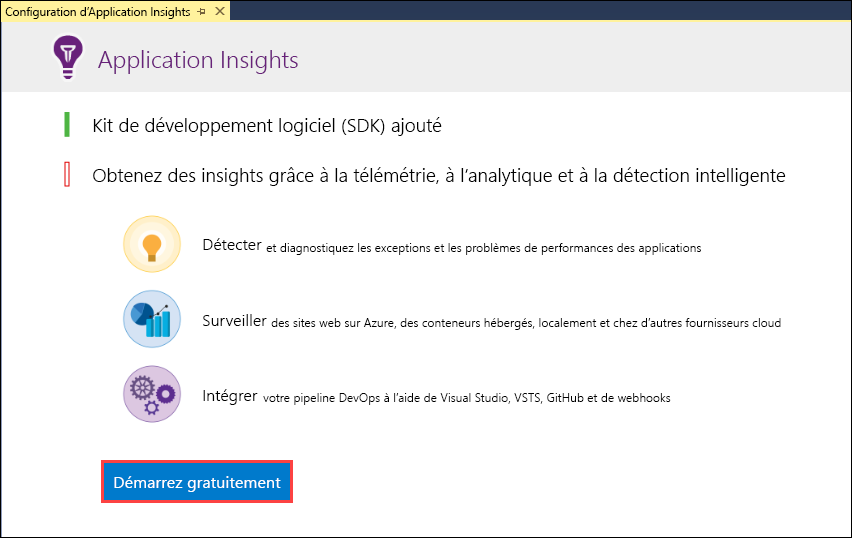 Configuration d’Application Insights
Application Insights
Kit de développement logiciel (SDK) ajouté
Obtenez des insights grâce à la télémétrie, à l’analytique et à la détection intelligente
Détecter et diagnostiquez les exceptions et les problèmes de performances des applications
Surveiller des sites web sur Azure, des conteneurs hébergés, localement et chez d’autres fournisseurs cloud
Intégrer votre pipeline DevOps à l’aide de Visual Studio, VSTS, GitHub et de webhooks
Démarrez gratuitement